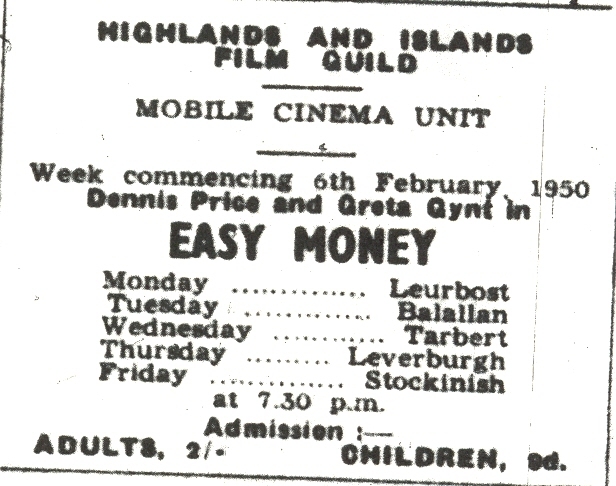 HIGHLANDS AND ISLANDS
FILM GUILD
MOBILE CINEMA UNIT
Week commencing 6th February, 1950
Dennis Price and Greta Gynt in
EASY MONEY
Monday ............... Leurbost
Tuesday .............. Balallan
Wednesday ............ Tarbert
Thursday ......... Leverburgh
Friday ............... Stockinish
at 7.30 p.m.
Admission :—
ADULTS, 2/- CHILDREN, 9d.